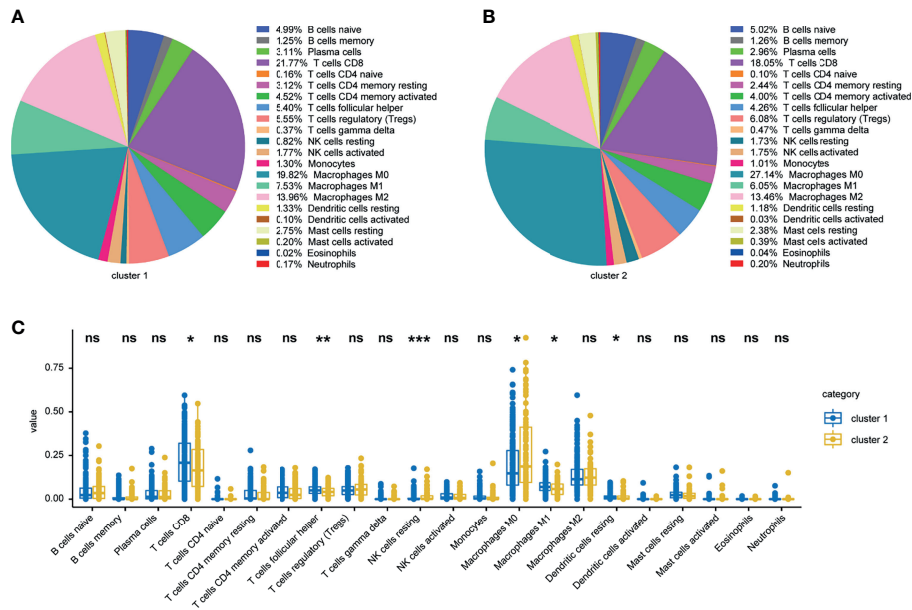 A
4.99% B cells naive
1.25% B cells memory
3.11% Plasma cells
21.77% T cells CD8
0.16% T cells CD4 naive
3.12% T cells CD4 memory resting
4.52% T cells CD4 memory activated
5.40% T cells follicular helper
5.55% T cells regulatory (Tregs)
0.37% T cells gamma delta
0.82% NK cells resting
1.77% NK cells activated
1.30% Monocytes
19.82% Macrophages M0
7.53% Macrophages M1
13.96% Macrophages M2
1.33% Dendritic cells resting
0.10% Dendritic cells activated
2.75% Mast cells resting
0.20% Mast cells activated
0.02% Eosinophils
0.17% Neutrophils
cluster 1
B
5.02% B cells naive
1.26% B cells memory
2.96% Plasma cells
18.05% T cells CD8
0.10% T cells CD4 naive
2.44% T cells CD4 memory resting
4.00% T cells CD4 memory activated
4.26% T cells follicular helper
6.08% T cells regulatory (Tregs)
0.47% T cells gamma delta
1.73% NK cells resting
1.75% NK cells activated
1.01% Monocytes
27.14% Macrophages M0
6.05% Macrophages M1
13.46% Macrophages M2
1.18% Dendritic cells resting
0.03% Dendritic cells activated
2.38% Mast cells resting
0.39% Mast cells activated
0.04% Eosinophils
0.20% Neutrophils
cluster 2
C
ns ns ns * ns ns ns ** ns ns *** ns ns * * ns * ns ns ns ns ns
0.75
0.50
0.25
0.00
value
B cells naive
B cells memory
Plasma cells
T cells CD8
T cells CD4 naive
T cells CD4 memory resting
T cells CD4 memory activated
T cells follicular helper
T cells regulatory (Tregs)
T cells gamma delta
NK cells resting
NK cells activated
Monocytes
Macrophages M0
Macrophages M1
Macrophages M2
Dendritic cells resting
Dendritic cells activated
Mast cells resting
Mast cells activated
Eosinophils
Neutrophils
category
cluster 1
cluster 2